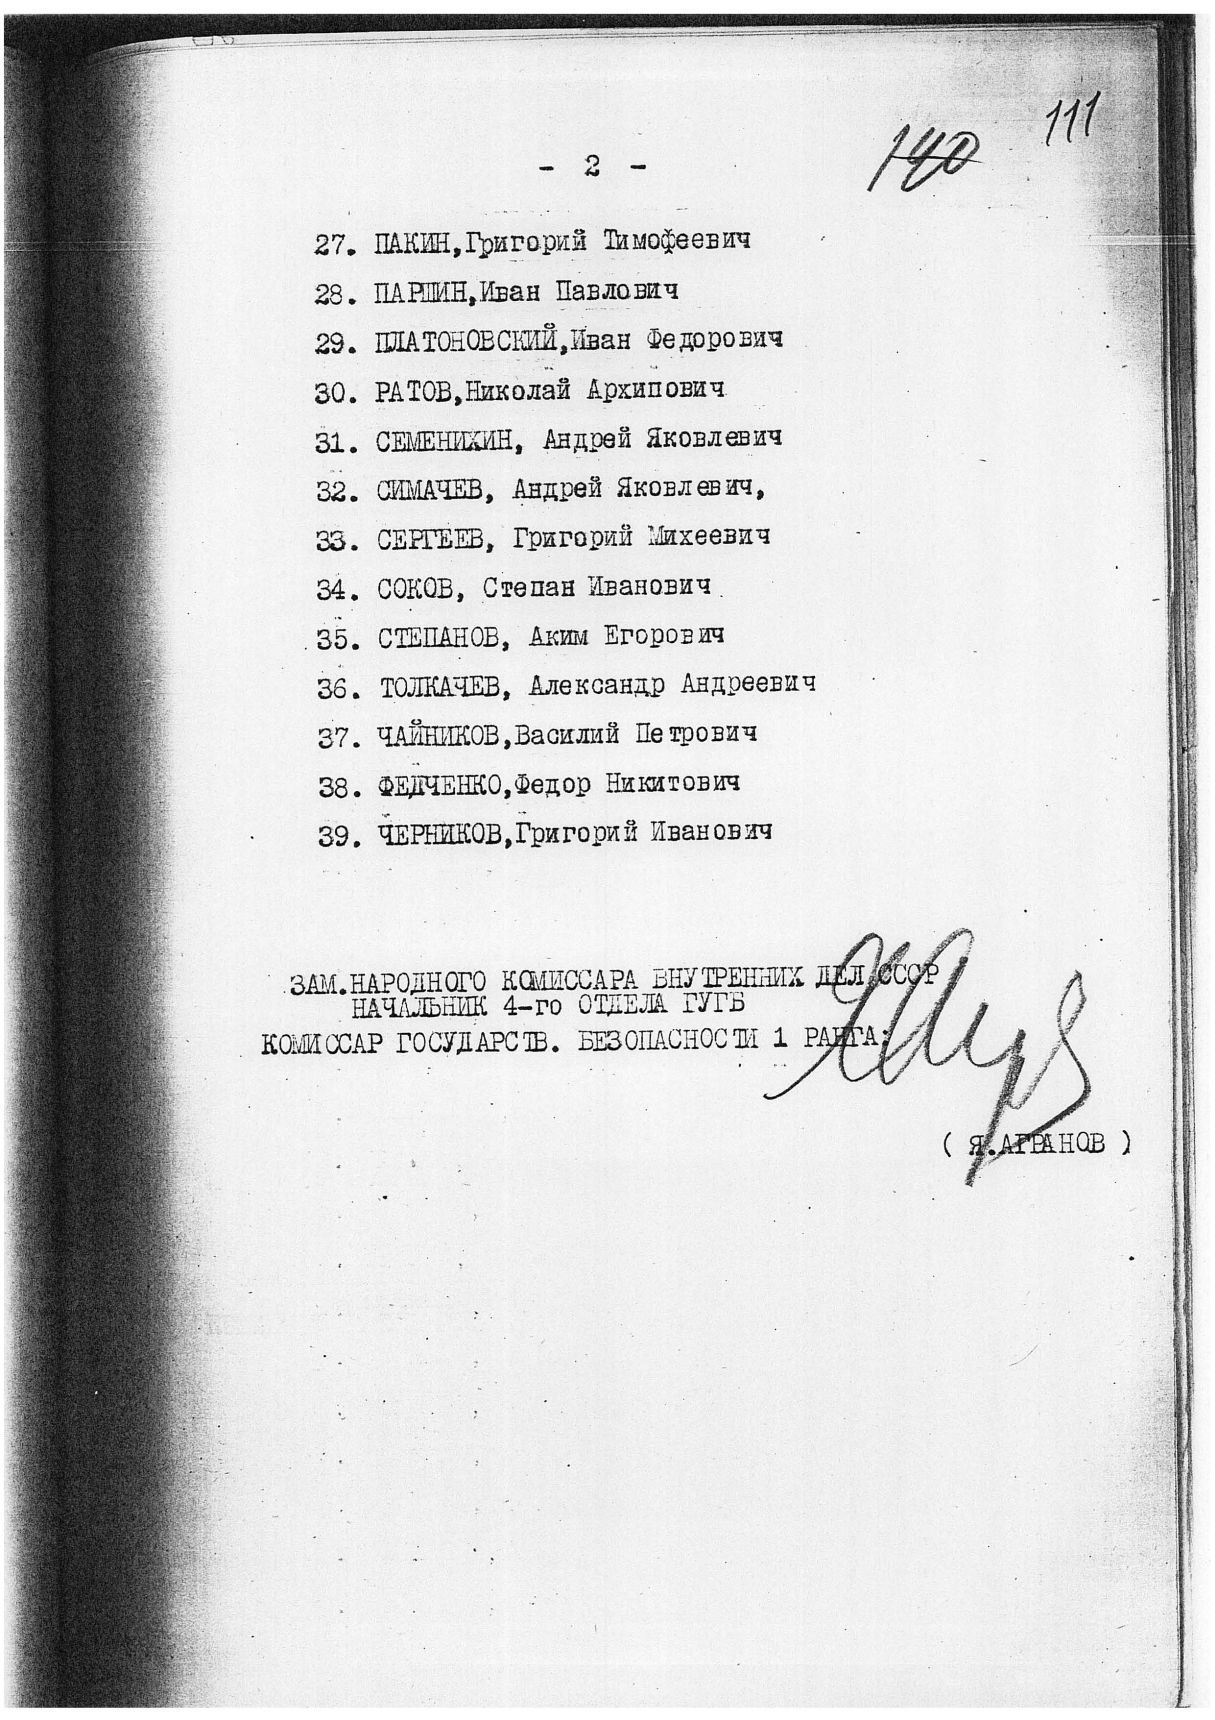 111
140
- 2 -
27. ПАКИН,Григорий Тимофеевич
28. ПАРШИН,Иван Павлович
29. ПЛАТОНОВСКИЙ,Иван Федорович
30. РАТОВ,Николай Архипович
31. СЕМЕНИХИН, Андрей Яковлевич
32. СИМАЧЕВ, Андрей Яковлевич,
33. СЕРГЕЕВ, Григорий Михеевич
34. СОКОВ, Степан Иванович
35. СТЕПАНОВ, Аким Егорович
36. ТОЛКАЧЕВ, Александр Андреевич
37. ЧАЙНИКОВ,Василий Петрович
38. ФЕДЧЕНКО,Федор Никитович
39. ЧЕРНИКОВ,Григорий Иванович
ЗАМ.НАРОДНОГО КОМИССАРА ВНУТРЕННИХ ДЕЛ СССР
НАЧАЛЬНИК 4-го ОТДЕЛА ГУГБ
КОМИССАР ГОСУДАРСТВ. БЕЗОПАСНОСТИ 1 РАНГА:
( Я.АГРАНОВ )